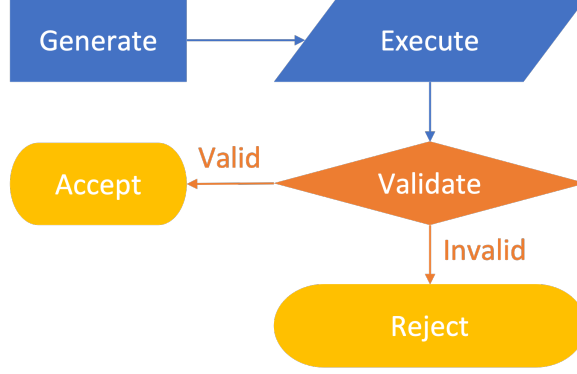 Generate
Execute
Valid
Accept
Validate
Invalid
Reject